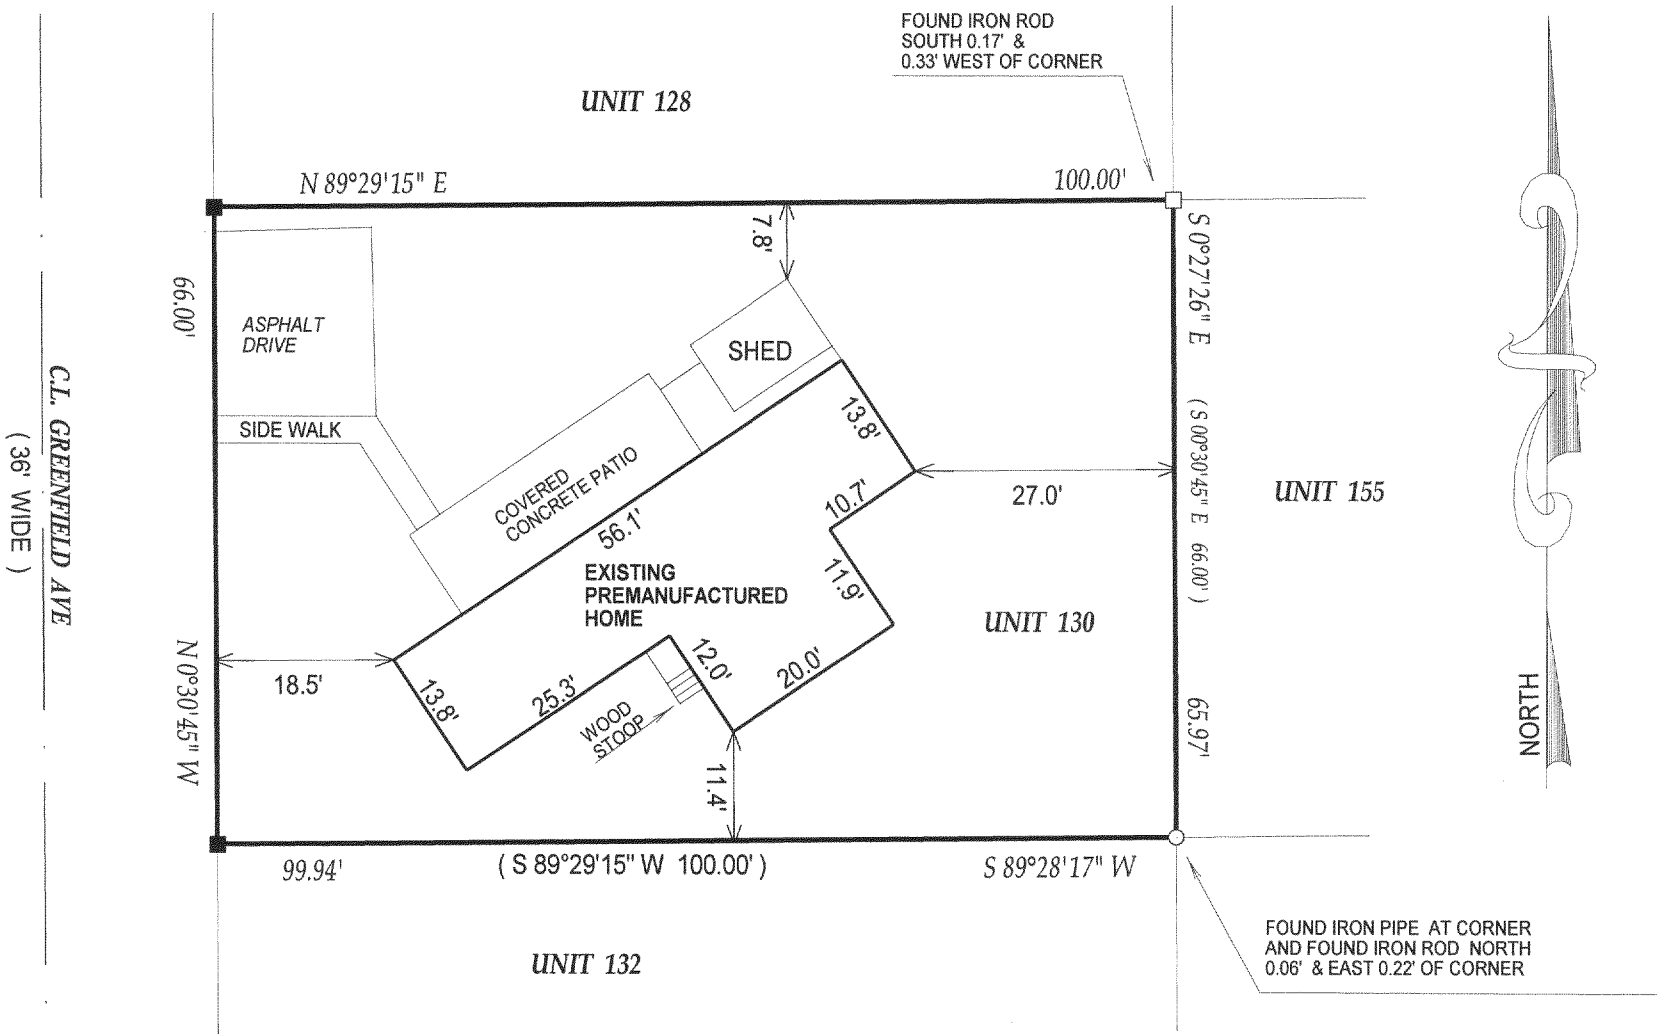 FOUND IRON ROD
SOUTH 0.17' &
0.33' WEST OF CORNER
UNIT 128
N 89°29'15" E
100.00'
7.8'
S 0°27'26" E
66.00'
ASPHALT
DRIVE
SHED
C.L. GREENFIELD AVE
( 36' WIDE )
SIDE WALK
13.8'
( S 00°30'45" E 66.00' )
COVERED
CONCRETE PATIO
56.1'
10.7'
27.0'
UNIT 155
EXISTING
PREMANUFACTURED
HOME
11.9'
UNIT 130
N 0°30'45" W
18.5'
13.8'
25.3'
12.0'
20.0'
WOOD
STOOP
65.97'
NORTH
11.4'
99.94'
( S 89°29'15" W 100.00' )
S 89°28'17" W
FOUND IRON PIPE AT CORNER
AND FOUND IRON ROD NORTH
0.06' & EAST 0.22' OF CORNER
UNIT 132